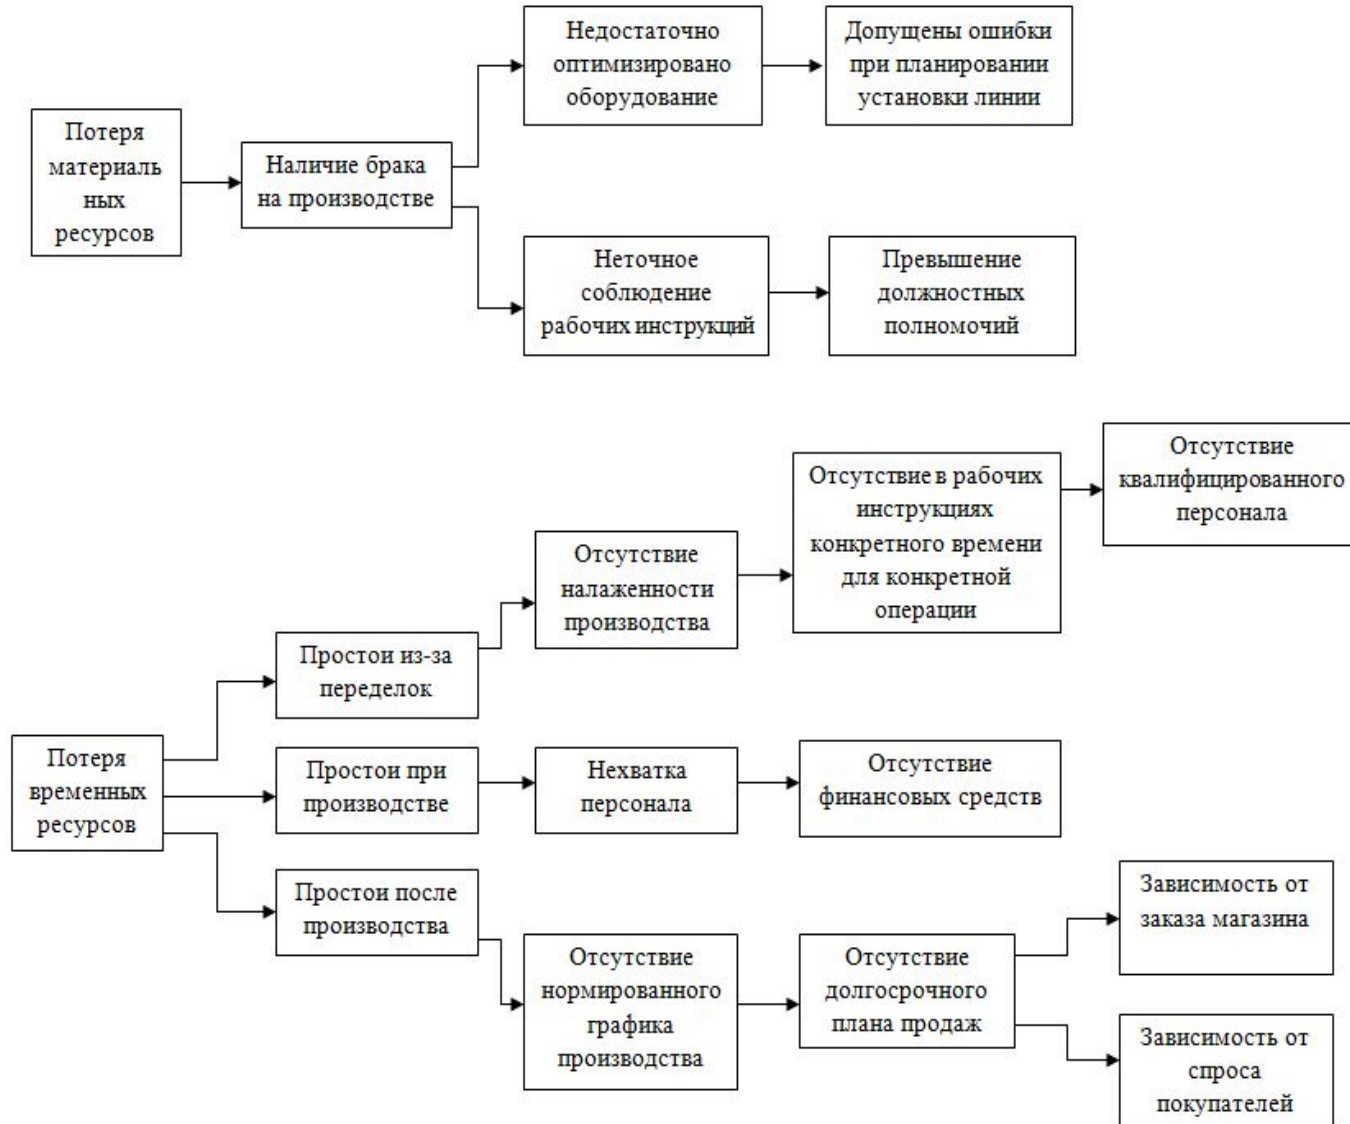 Потеря
материаль
ных
ресурсов
Наличие брака
на производстве
Недостаточно
оптимизировано
оборудование
Допущены ошибки
при планировании
установки линии
Неточное
соблюдение
рабочих инструкций
Превышение
должностных
полномочий
Потеря
временных
ресурсов
Простои из-за
переделок
Отсутствие
налаженности
производства
Отсутствие в рабочих
инструкциях
конкретного времени
для конкретной
операции
Отсутствие
квалифицированного
персонала
Простои при
производстве
Нехватка
персонала
Отсутствие
финансовых средств
Простои после
производства
Отсутствие
нормированного
графика
производства
Отсутствие
долгосрочного
плана продаж
Зависимость от
заказа магазина
Зависимость от
спроса
покупателей